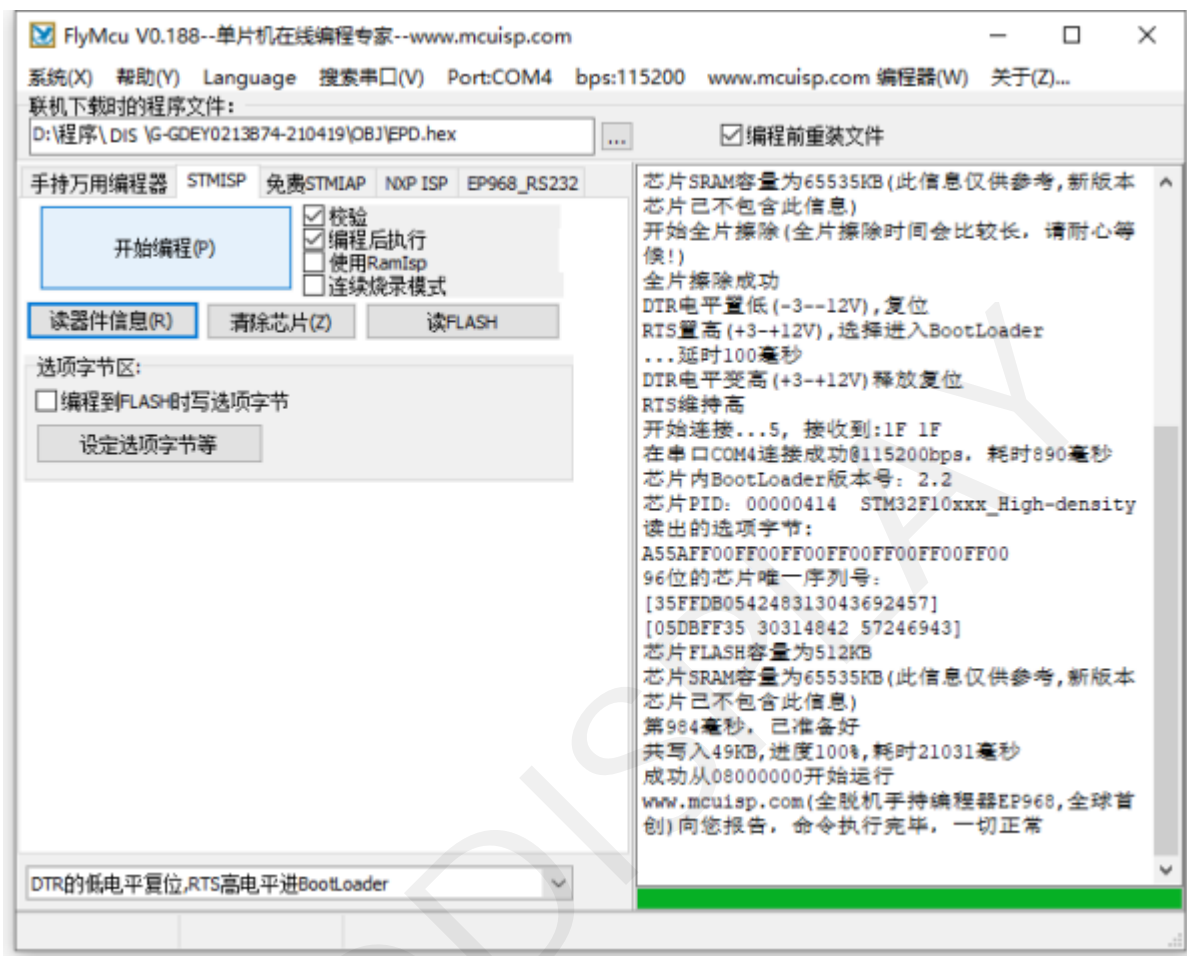 FlyMcu V0.188--单片机在线编程专家--www.mcuisp.com
系统(X) 帮助(Y) Language 搜索串口(V) Port:COM4 bps:115200 www.mcuisp.com 编程器(W) 关于(Z)...
联机下载时的程序文件:
D:\程序\ DIS \G-GDEY0213B74-210419\OBJ\EPD.hex ... 编程前重装文件
手持万用编程器 STMISP 免费STMIAP NXP ISP EP968_RS232
开始编程(P)
校验
编程后执行
使用RamIsp
连续烧录模式
读器件信息(R) 清除芯片(Z) 读FLASH
选项字节区:
编程到FLASH时写选项字节
设定选项字节等
DTR的低电平复位,RTS高电平进BootLoader
芯片SRAM容量为65535KB(此信息仅供参考,新版本
芯片已不包含此信息)
开始全片擦除(全片擦除时间会比较长，请耐心等
候!)
全片擦除成功
DTR电平置低(-3--12V),复位
RTS置高(+3-+12V),选择进入BootLoader
...延时100毫秒
DTR电平变高(+3-+12V)释放复位
RTS维持高
开始连接...5, 接收到:1F 1F
在串口COM4连接成功@115200bps，耗时890毫秒
芯片内BootLoader版本号: 2.2
芯片PID: 00000414 STM32F10xxx_High-density
读出的选项字节:
A55AFF00FF00FF00FF00FF00FF00FF00
96位的芯片唯一序列号:
[35FFDB054248313043692457]
[05DBFF35 30314842 57246943]
芯片FLASH容量为512KB
芯片SRAM容量为65535KB(此信息仅供参考,新版本
芯片已不包含此信息)
第984毫秒，已准备好
共写入49KB,进度100%,耗时21031毫秒
成功从08000000开始运行
www.mcuisp.com(全脱机手持编程器EP968,全球首
创)向您报告，命令执行完毕，一切正常